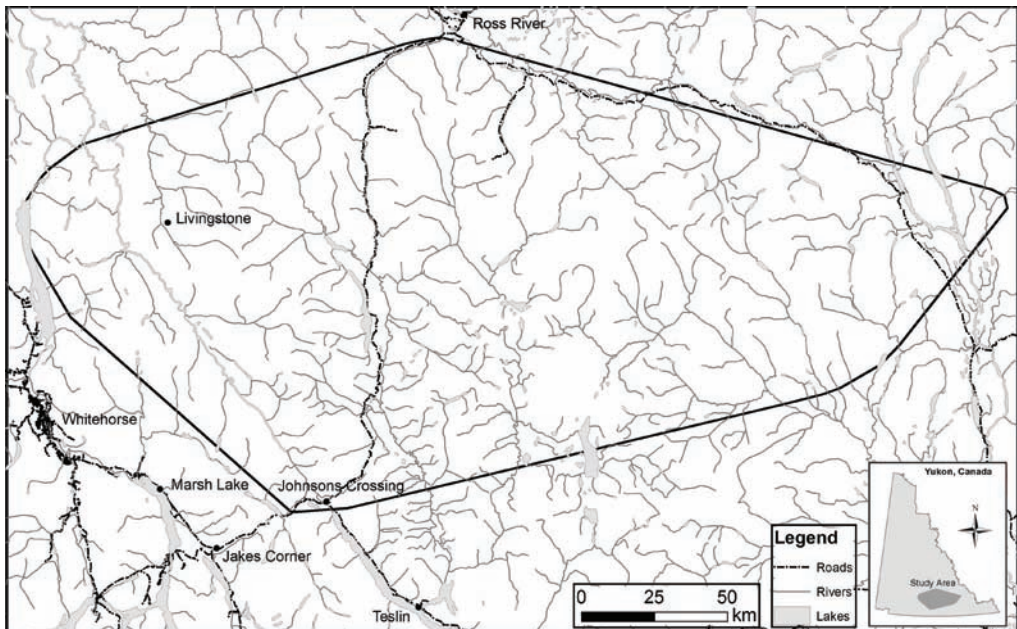 Ross River
Livingstone
Whitehorse
Marsh Lake
Johnsons Crossing
Jakes Corner
Teslin
0 25 50
km
Legend
Roads
Rivers
Lakes
Yukon, Canada
N
Study Area